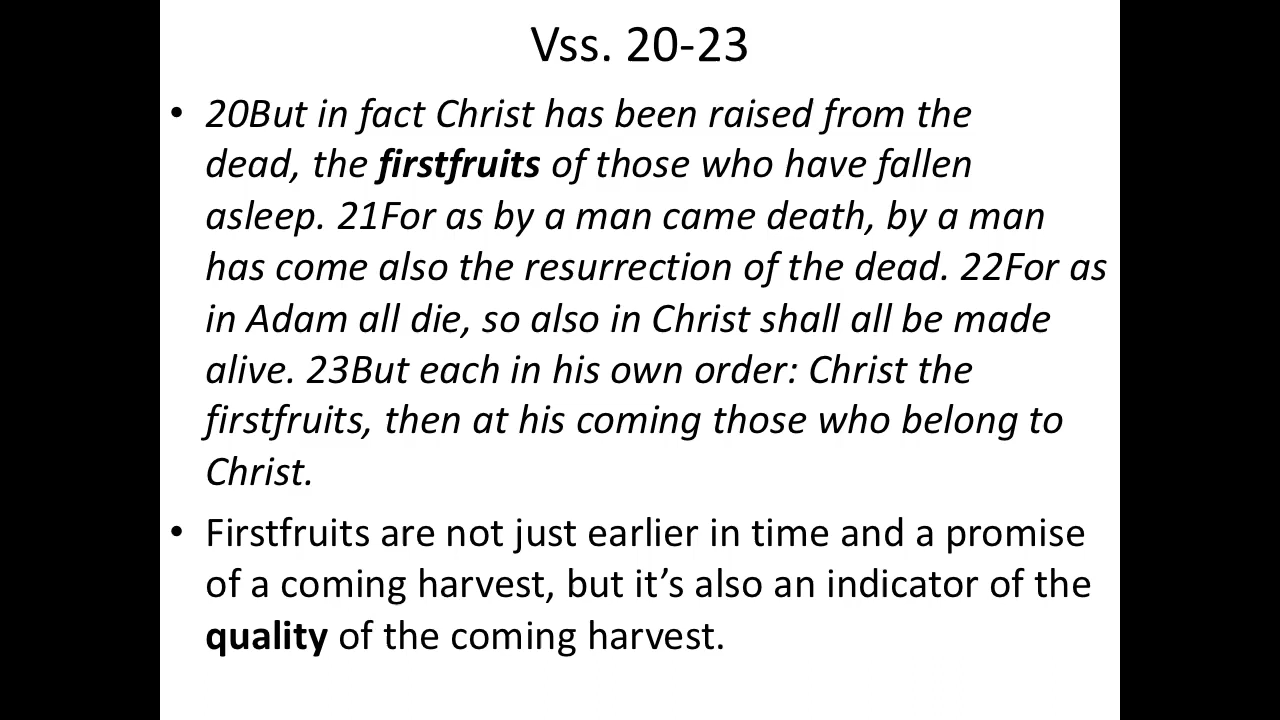 Vss. 20-23
• 20But in fact Christ has been raised from the
dead, the firstfruits of those who have fallen
asleep. 21For as by a man came death, by a man
has come also the resurrection of the dead. 22For as
in Adam all die, so also in Christ shall all be made
alive. 23But each in his own order: Christ the
firstfruits, then at his coming those who belong to
Christ.
• Firstfruits are not just earlier in time and a promise
of a coming harvest, but it’s also an indicator of the
quality of the coming harvest.